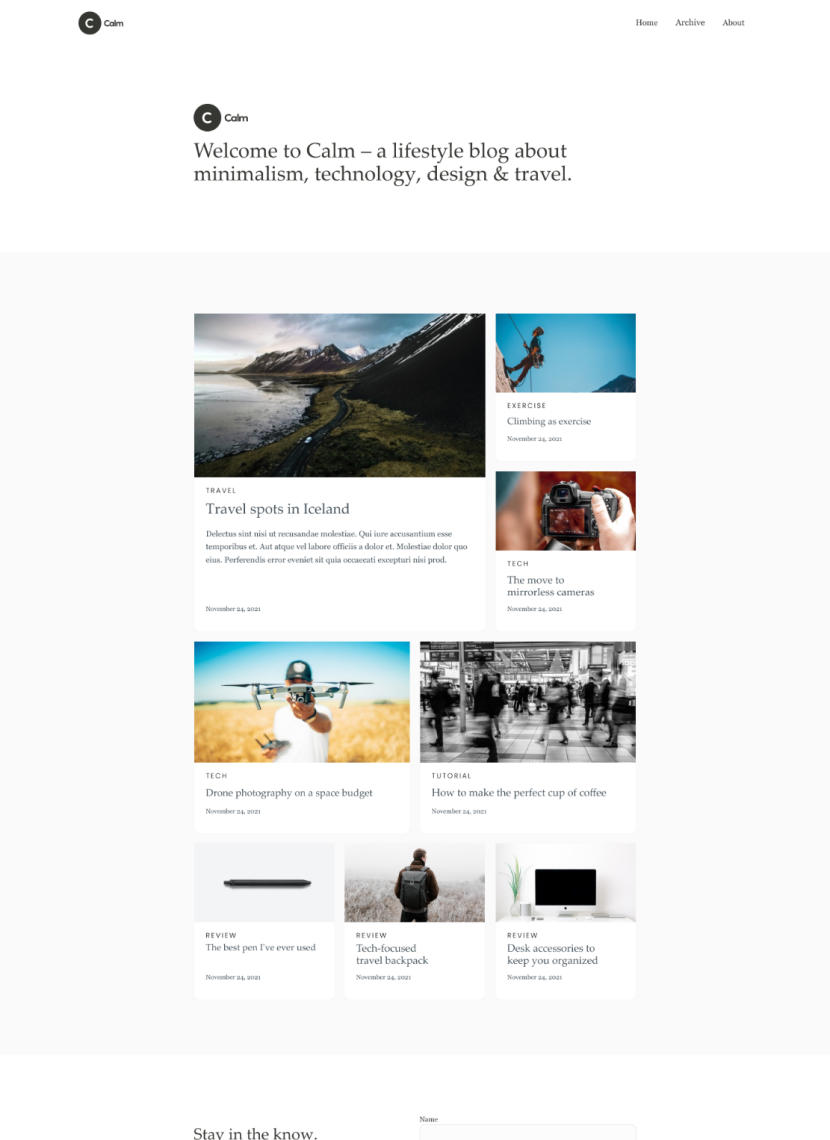 C Calm
Home Archive About
C Calm
Welcome to Calm – a lifestyle blog about
minimalism, technology, design & travel.
TRAVEL
Travel spots in Iceland
Delectus sint nisi ut recusandae molestiae. Qui iure accusantium esse
temporibus et. Aut atque vel labore officiis a dolor et. Molestiae dolor quo
eius. Perferendis error eveniet sit quia occaecati excepturi nisi prod.
November 24, 2021
EXERCISE
Climbing as exercise
November 24, 2021
TECH
The move to
mirrorless cameras
November 24, 2021
TECH
Drone photography on a space budget
November 24, 2021
TUTORIAL
How to make the perfect cup of coffee
November 24, 2021
REVIEW
The best pen I've ever used
November 24, 2021
REVIEW
Tech-focused
travel backpack
November 24, 2021
REVIEW
Desk accessories to
keep you organized
November 24, 2021
Stay in the know.
Name